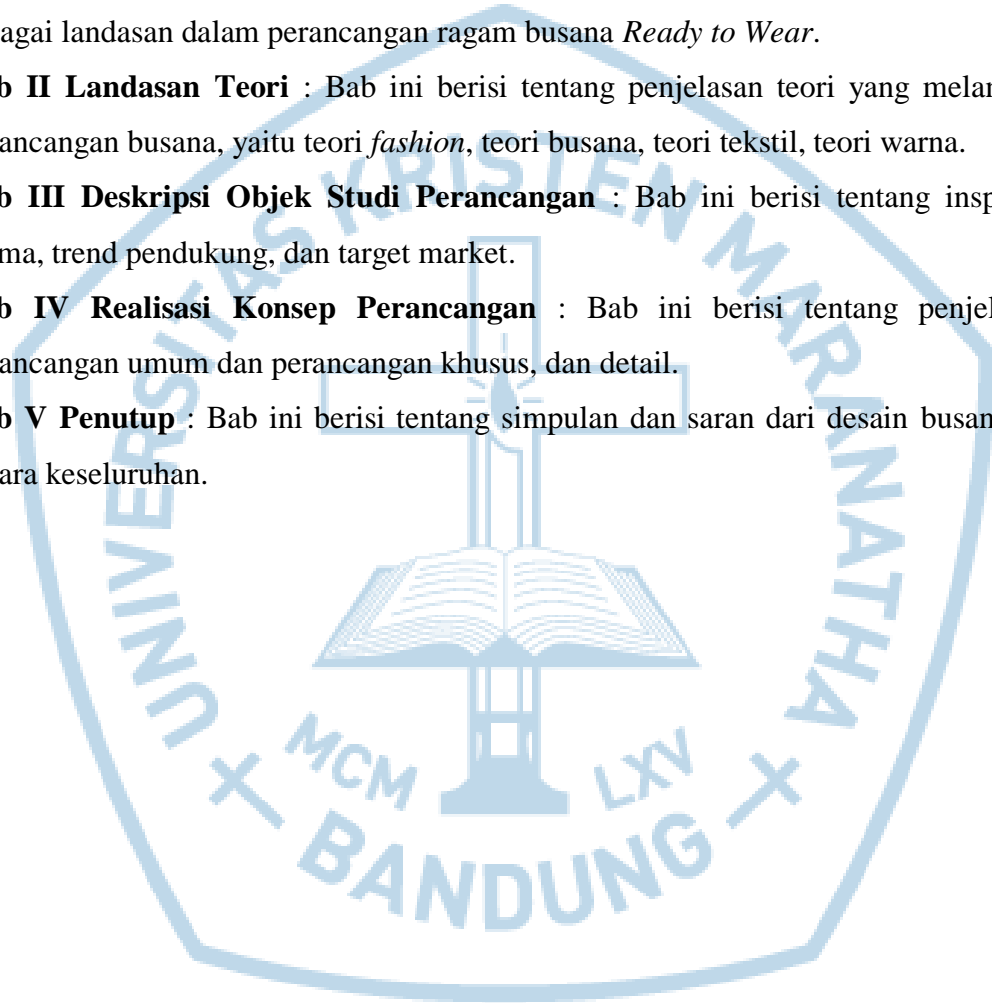 agai landasan dalam perancangan ragam busana Ready to Wear.
b II Landasan Teori : Bab ini berisi tentang penjelasan teori yang melar
ancangan busana, yaitu teori fashion, teori busana, teori tekstil, teori warna.
b III Deskripsi Objek Studi Perancangan : Bab ini berisi tentang insp
ma, trend pendukung, dan target market.
b IV Realisasi Konsep Perancangan : Bab ini berisi tentang penjel
ancangan umum dan perancangan khusus, dan detail.
b V Penutup : Bab ini berisi tentang simpulan dan saran dari desain busan
ara keseluruhan.
UNIVERSITAS KRISTEN MARANATHA
MCM LXV
BANDUNG